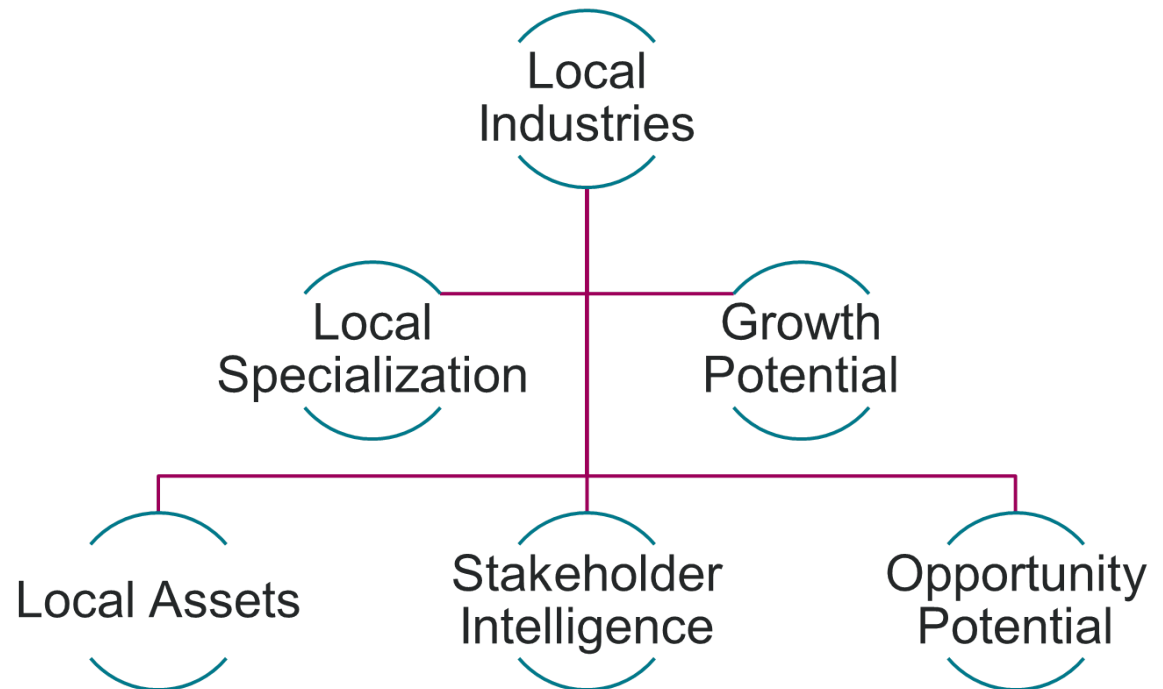 Local
Industries
Local
Specialization
Growth
Potential
Local Assets
Stakeholder
Intelligence
Opportunity
Potential